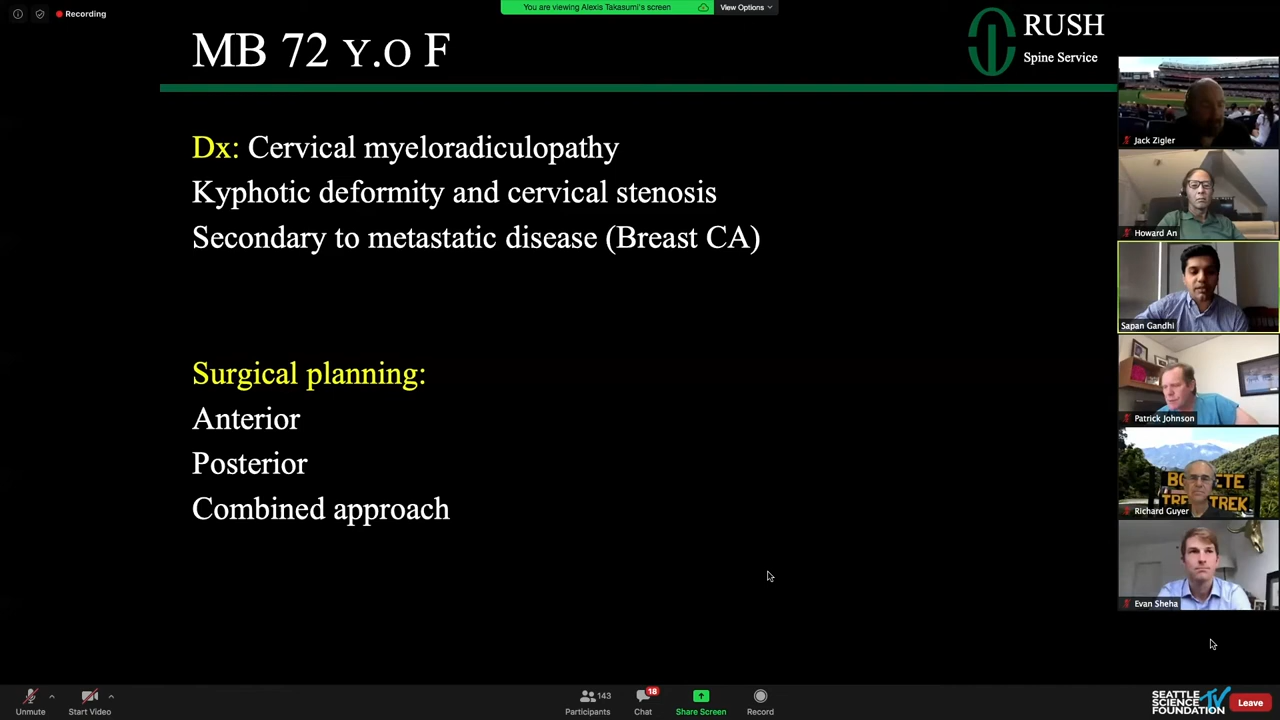 Recording
You are viewing Alexis Takasumi's screen
View Options
MB 72 Y.O F
RUSH
Spine Service
Dx: Cervical myeloradiculopathy
Kyphotic deformity and cervical stenosis
Secondary to metastatic disease (Breast CA)
Surgical planning:
Anterior
Posterior
Combined approach
Jack Zigler
Howard An
Sapan Gandhi
Patrick Johnson
Richard Guyer
Evan Sheha
Unmute
Start Video
143
Participants
18
Chat
Share Screen
Record
SEATTLE
SCIENCE
FOUNDATION
TV
Leave